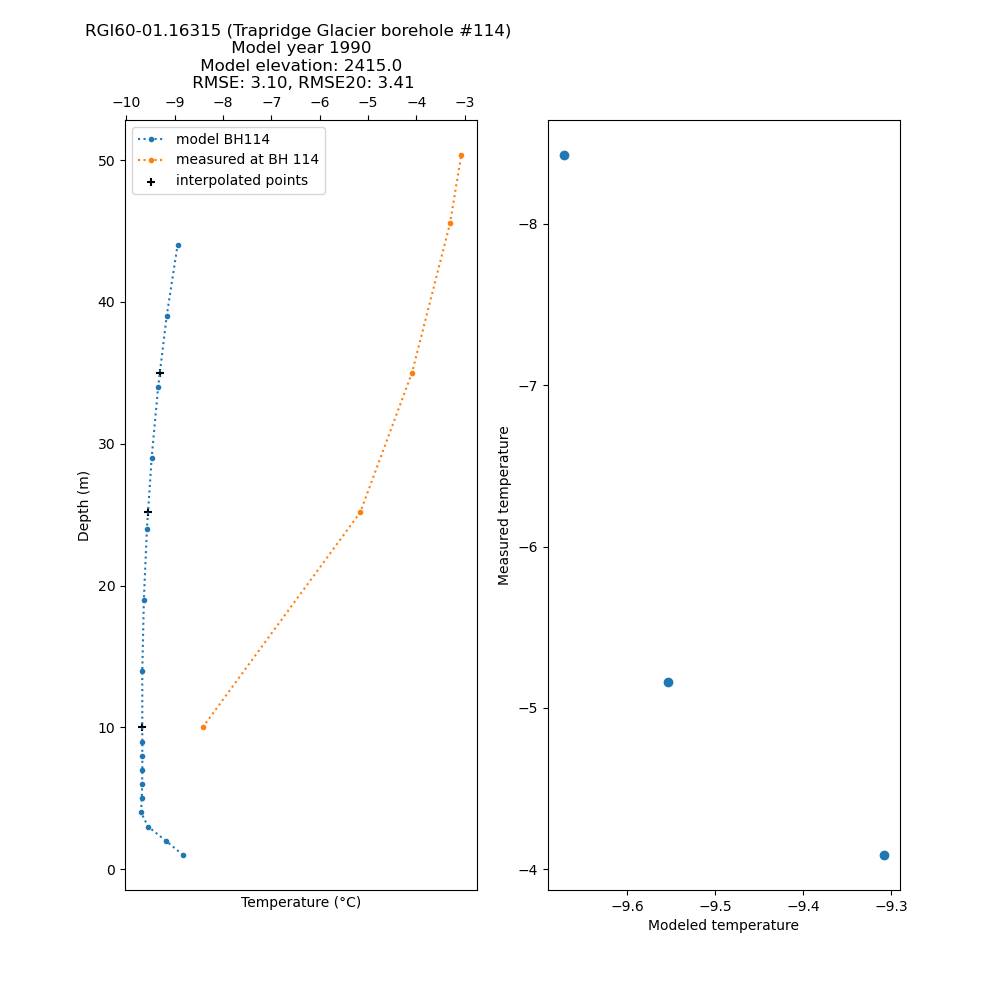 RGI60-01.16315 (Trapridge Glacier borehole #114)
Model year 1990
Model elevation: 2415.0
RMSE: 3.10, RMSE20: 3.41
−10 −9 −8 −7 −6 −5 −4 −3
model BH114
measured at BH 114
interpolated points
50
40
30
20
10
0
Depth (m)
Temperature (°C)
−8
−7
−6
−5
−4
Measured temperature
−9.6 −9.5 −9.4 −9.3
Modeled temperature